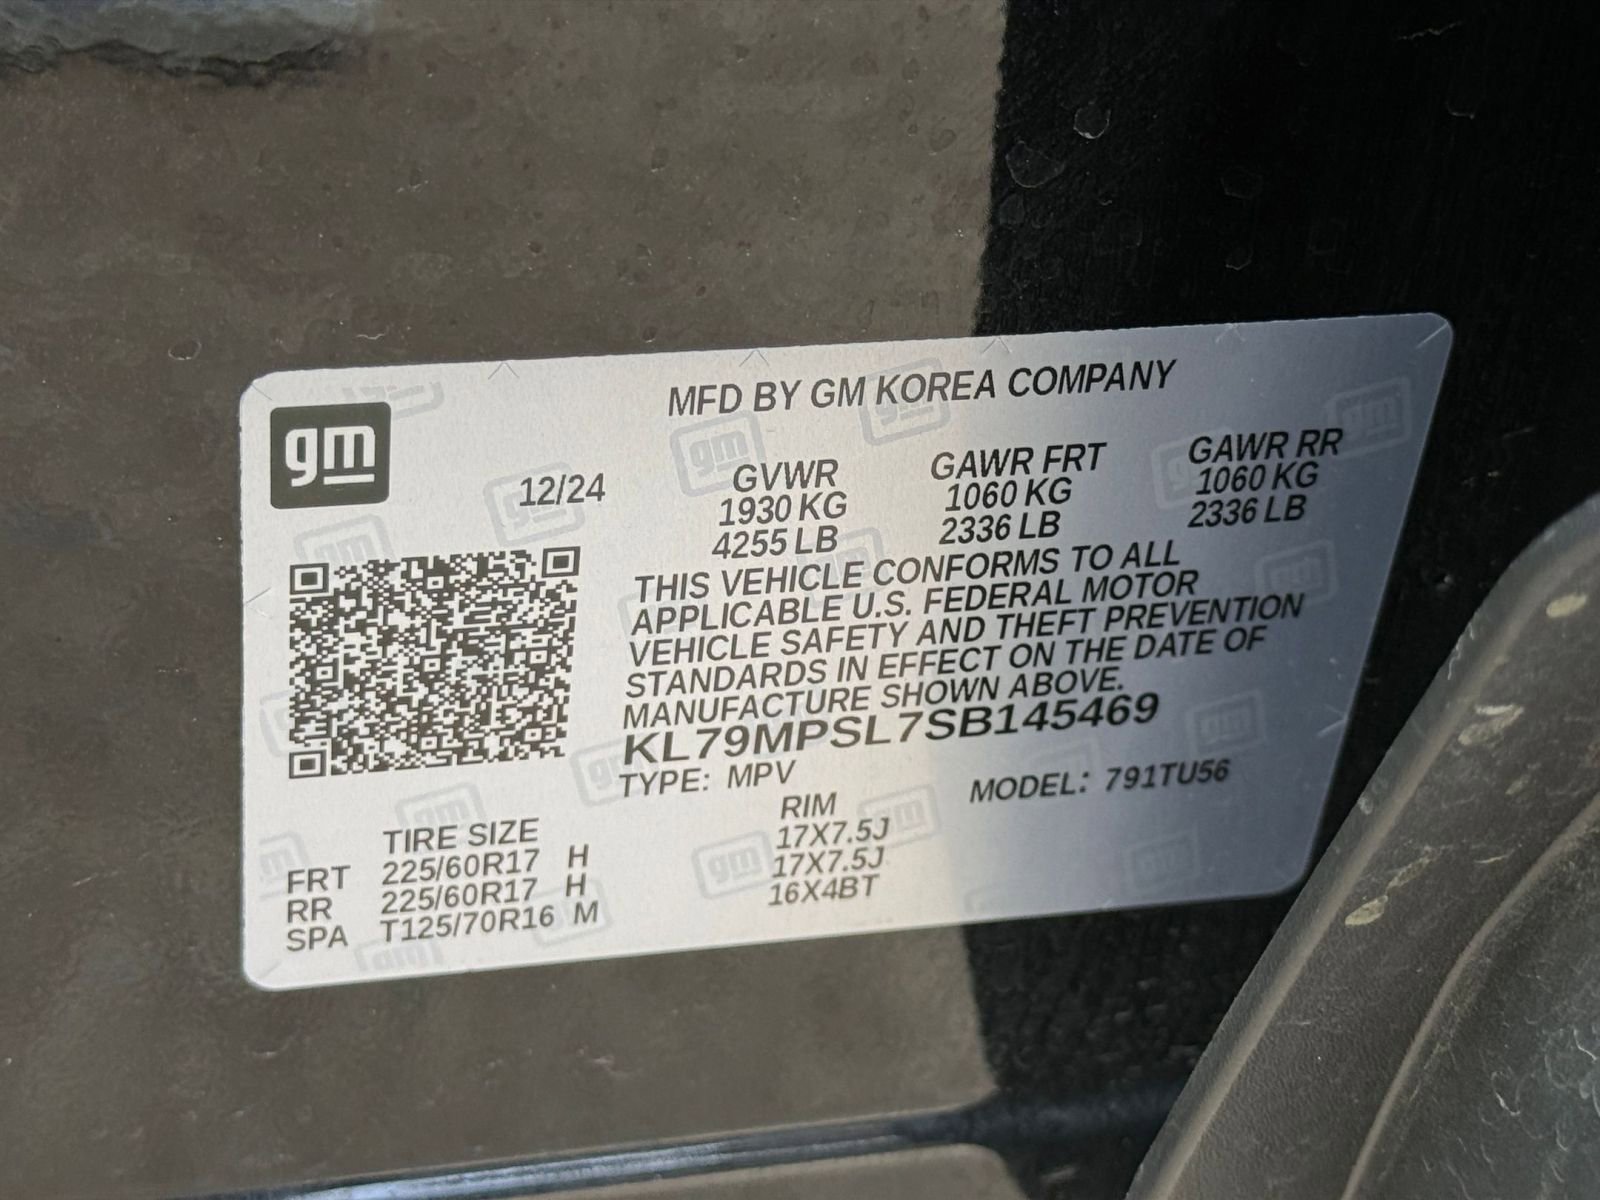 gm
MFD BY GM KOREA COMPANY
12/24 GVWR GAWR FRT GAWR RR
1930 KG 1060 KG 1060 KG
4255 LB 2336 LB 2336 LB
THIS VEHICLE CONFORMS TO ALL
APPLICABLE U.S. FEDERAL MOTOR
VEHICLE SAFETY AND THEFT PREVENTION
STANDARDS IN EFFECT ON THE DATE OF
MANUFACTURE SHOWN ABOVE.
KL79MPSL7SB145469
TYPE: MPV MODEL: 791TU56
TIRE SIZE RIM
FRT 225/60R17 H 17X7.5J
RR 225/60R17 H 17X7.5J
SPA T125/70R16 M 16X4BT